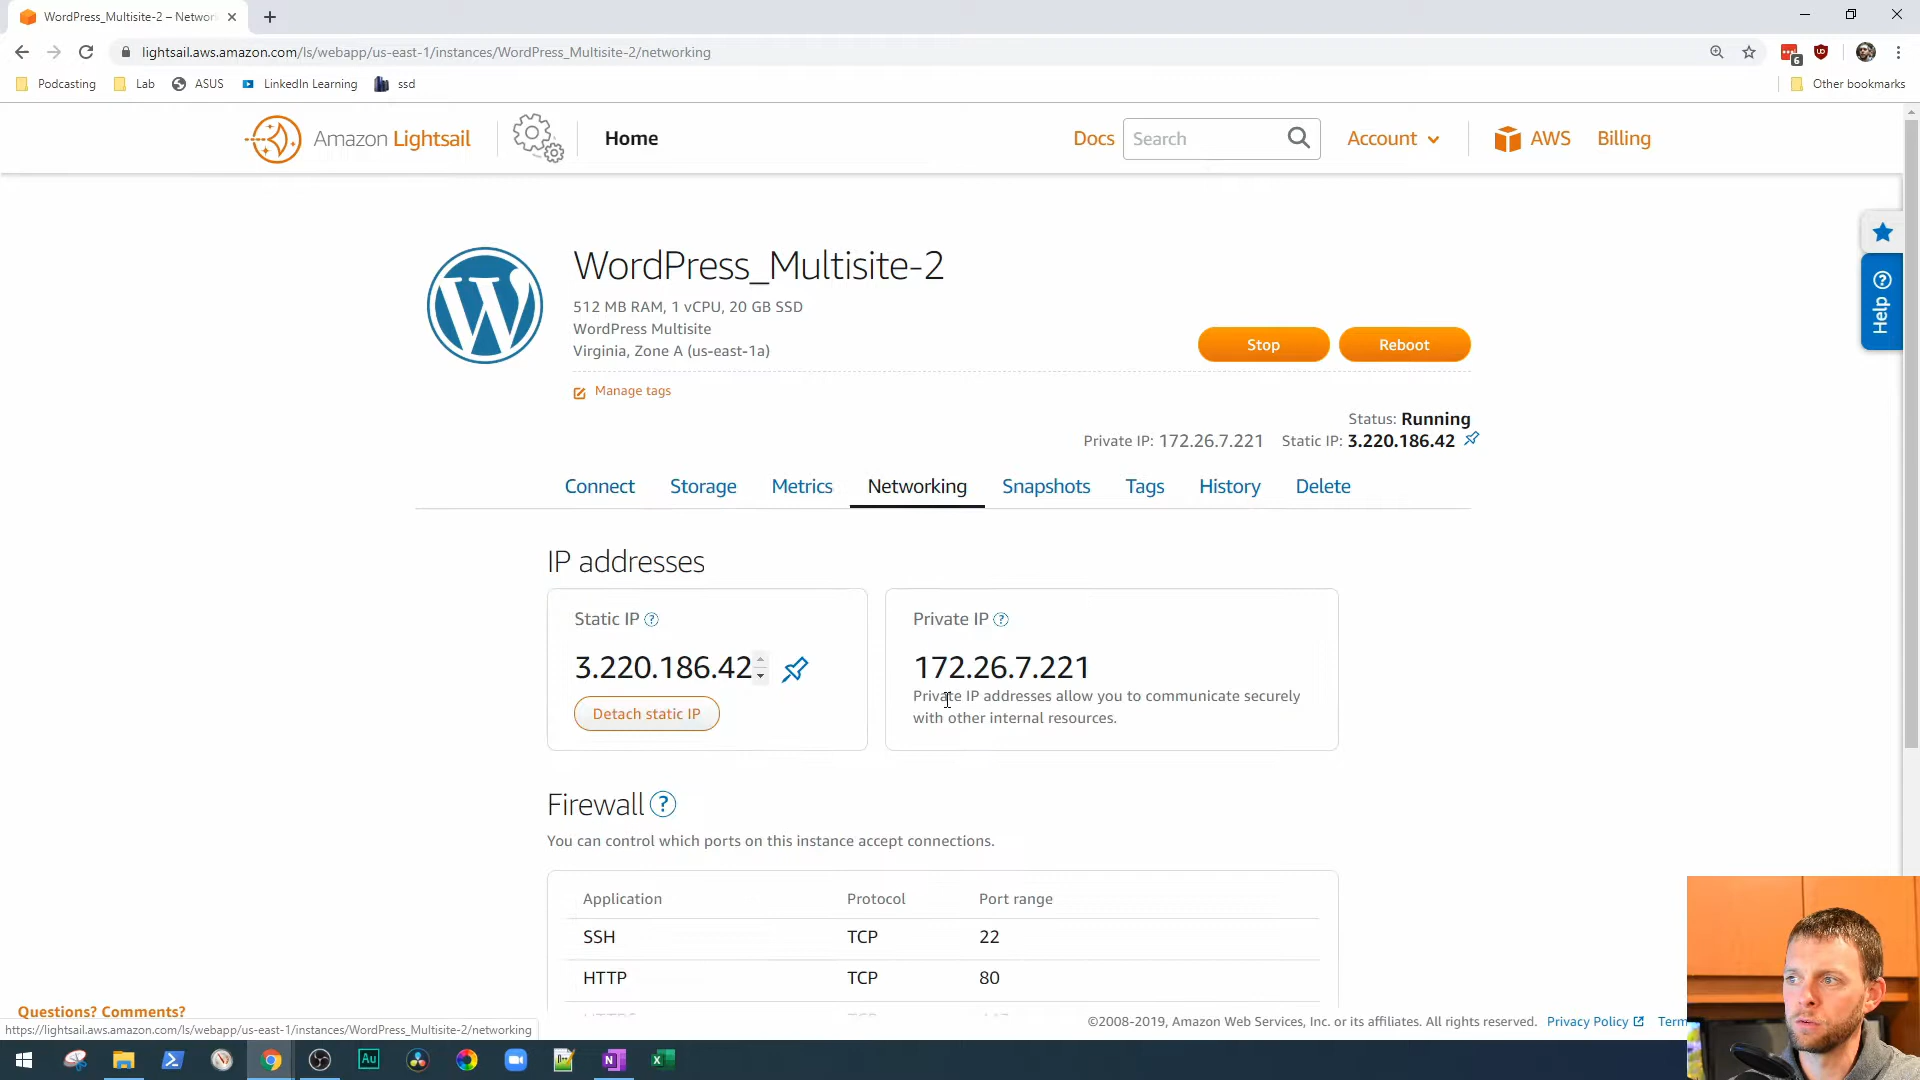 WordPress_Multisite-2 – Networ
lightsail.aws.amazon.com/ls/webapp/us-east-1/instances/WordPress_Multisite-2/networking
6
Podcasting
Lab
ASUS
LinkedIn Learning
ssd
Other bookmarks
Amazon Lightsail
Home
Docs
Search
Account
AWS
Billing
WordPress_Multisite-2
512 MB RAM, 1 vCPU, 20 GB SSD
WordPress Multisite
Virginia, Zone A (us-east-1a)
Stop
Reboot
Manage tags
Help ?
Status: Running
Private IP: 172.26.7.221 Static IP: 3.220.186.42
Connect Storage Metrics Networking Snapshots Tags History Delete
IP addresses
Static IP ?
3.220.186.42
Detach static IP
Private IP ?
172.26.7.221
Private IP addresses allow you to communicate securely
with other internal resources.
Firewall ?
You can control which ports on this instance accept connections.
Application Protocol Port range
SSH TCP 22
HTTP TCP 80
Questions? Comments?
https://lightsail.aws.amazon.com/ls/webapp/us-east-1/instances/WordPress_Multisite-2/networking
©2008-2019, Amazon Web Services, Inc. or its affiliates. All rights reserved. Privacy Policy Term
Au
N
X